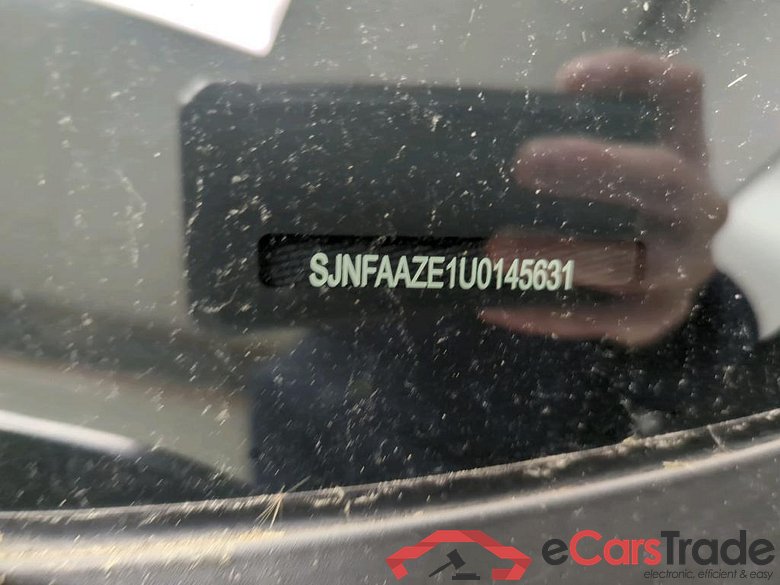 SJNFAAZE1U0145631
eCarsTrade
electronic, efficient & easy